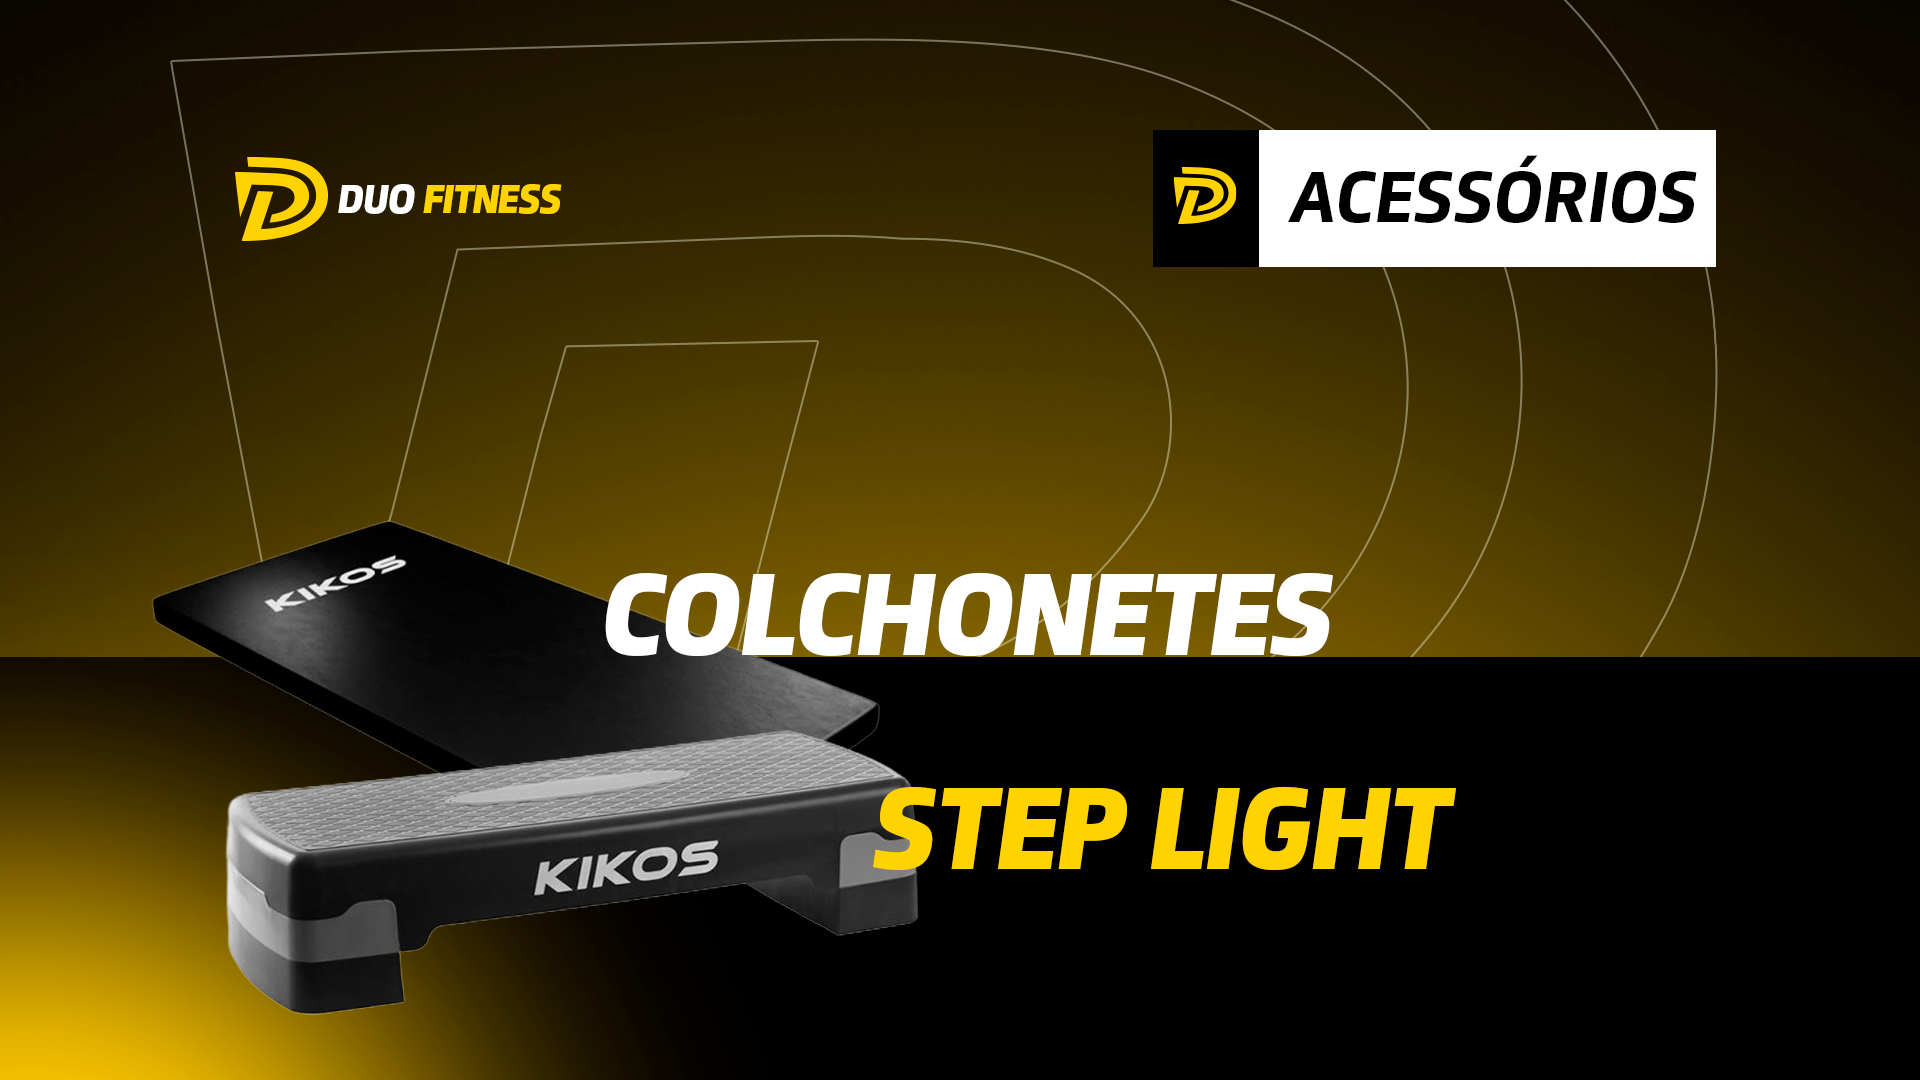 DUO FITNESS
ACESSÓRIOS
KIKOS
COLCHONETES
STEP LIGHT
KIKOS